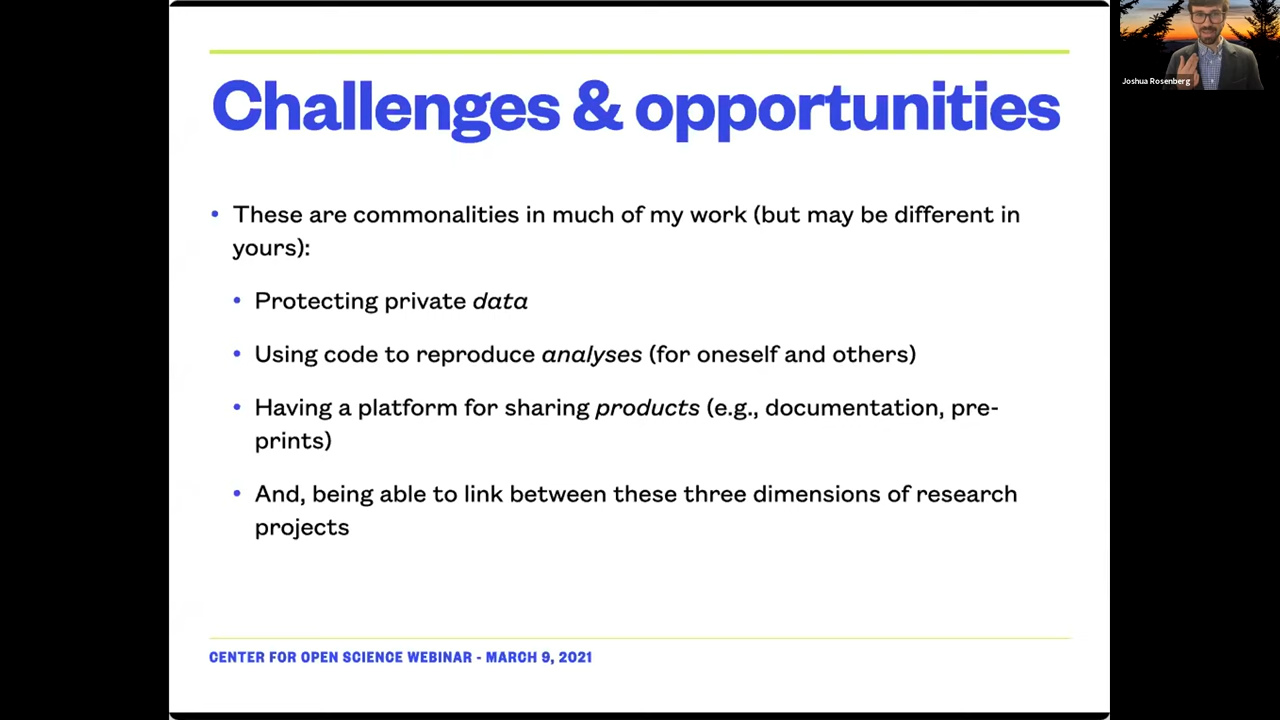 Challenges & opportunities
• These are commonalities in much of my work (but may be different in
yours):
• Protecting private data
• Using code to reproduce analyses (for oneself and others)
• Having a platform for sharing products (e.g., documentation, pre-
prints)
• And, being able to link between these three dimensions of research
projects
CENTER FOR OPEN SCIENCE WEBINAR - MARCH 9, 2021
Joshua Rosenberg